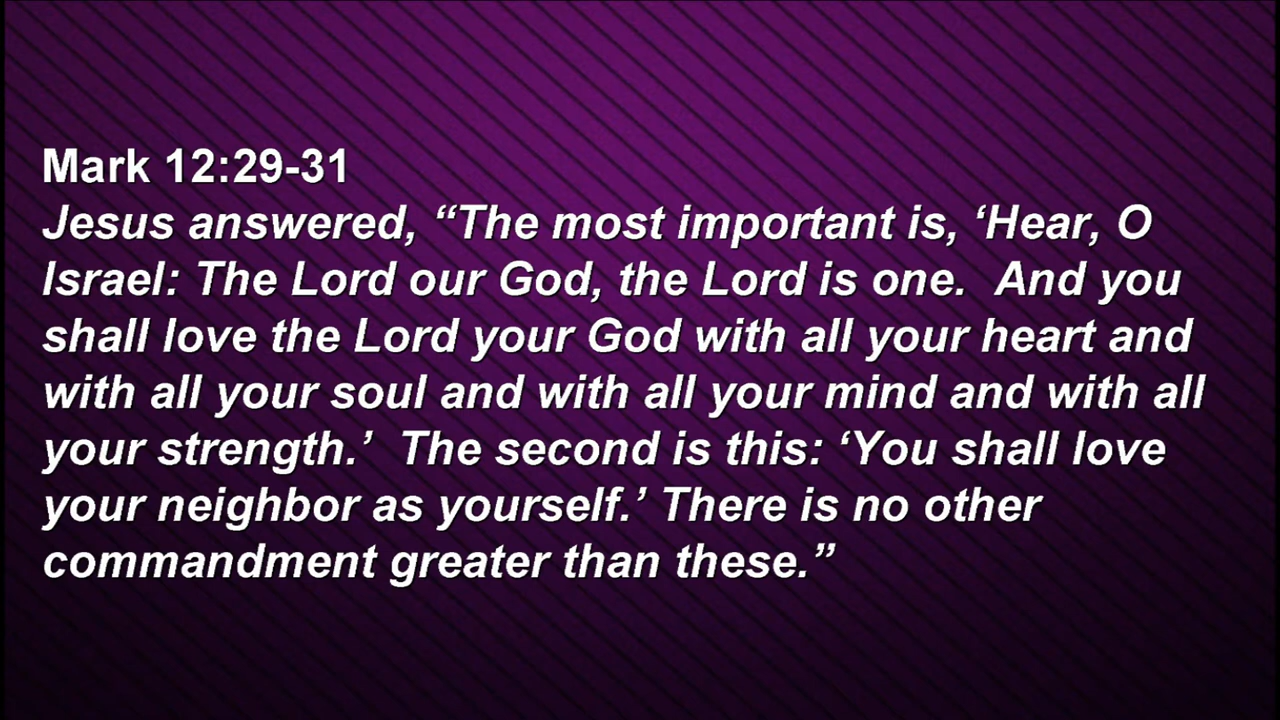 Mark 12:29-31
Jesus answered, “The most important is, ‘Hear, O
Israel: The Lord our God, the Lord is one.  And you
shall love the Lord your God with all your heart and
with all your soul and with all your mind and with all
your strength.’  The second is this: ‘You shall love
your neighbor as yourself.’ There is no other
commandment greater than these.”